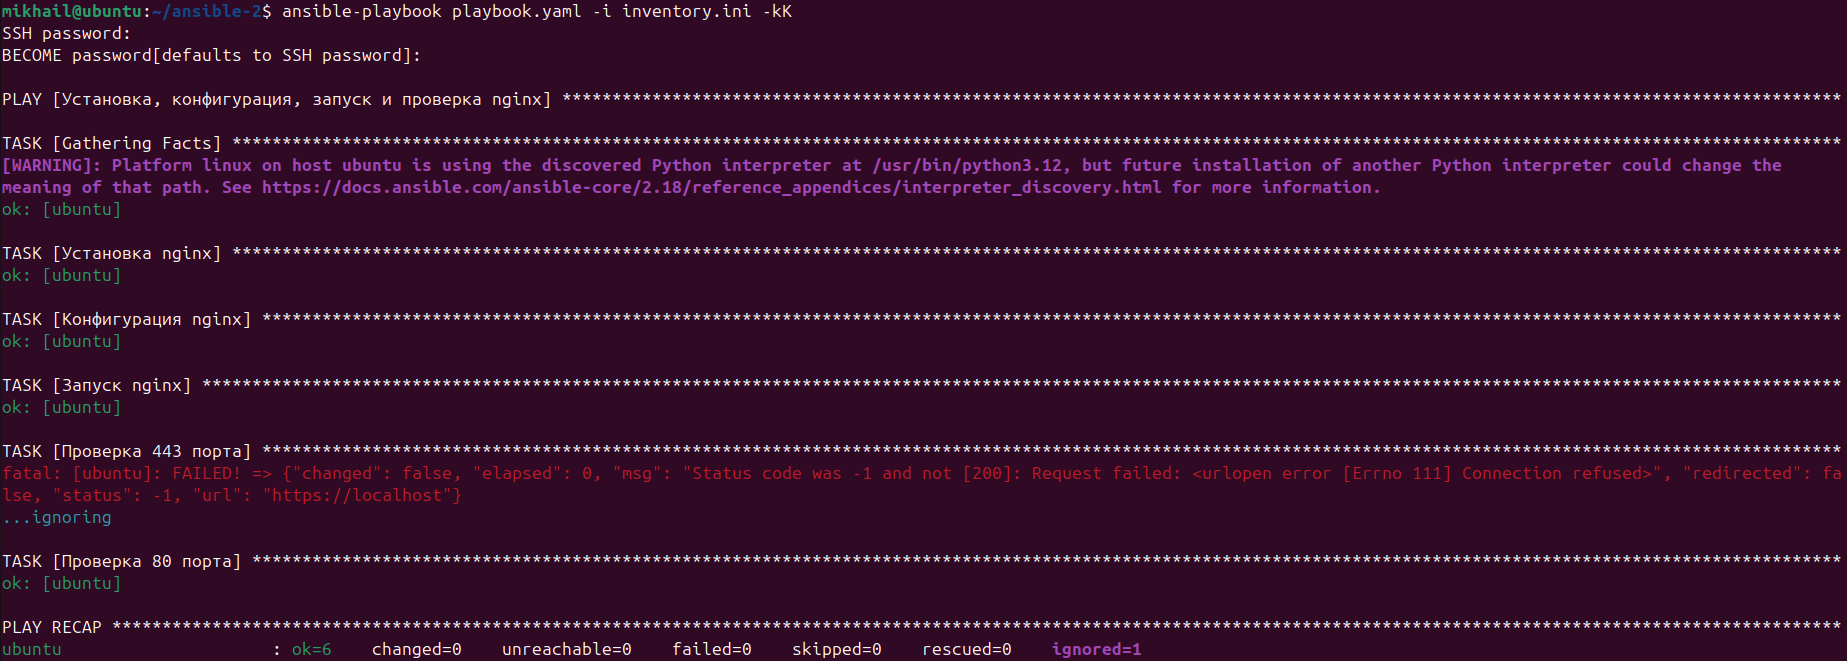 mikhail@ubuntu:~/ansible-2$ ansible-playbook playbook.yaml -i inventory.ini -kK
SSH password:
BECOME password[defaults to SSH password]:
PLAY [Установка, конфигурация, запуск и проверка nginx] ********************************************************************************************************************************
TASK [Gathering Facts] *****************************************************************************************************************************************************************
[WARNING]: Platform linux on host ubuntu is using the discovered Python interpreter at /usr/bin/python3.12, but future installation of another Python interpreter could change the
meaning of that path. See https://docs.ansible.com/ansible-core/2.18/reference_appendices/interpreter_discovery.html for more information.
ok: [ubuntu]
TASK [Установка nginx] *****************************************************************************************************************************************************************
ok: [ubuntu]
TASK [Конфигурация nginx] **************************************************************************************************************************************************************
ok: [ubuntu]
TASK [Запуск nginx] ********************************************************************************************************************************************************************
ok: [ubuntu]
TASK [Проверка 443 порта] **************************************************************************************************************************************************************
fatal: [ubuntu]: FAILED! => {"changed": false, "elapsed": 0, "msg": "Status code was -1 and not [200]: Request failed: <urlopen error [Errno 111] Connection refused>", "redirected": fa
lse, "status": -1, "url": "https://localhost"}
...ignoring
TASK [Проверка 80 порта] ***************************************************************************************************************************************************************
ok: [ubuntu]
PLAY RECAP *****************************************************************************************************************************************************************************
ubuntu                     : ok=6    changed=0    unreachable=0    failed=0    skipped=0    rescued=0    ignored=1